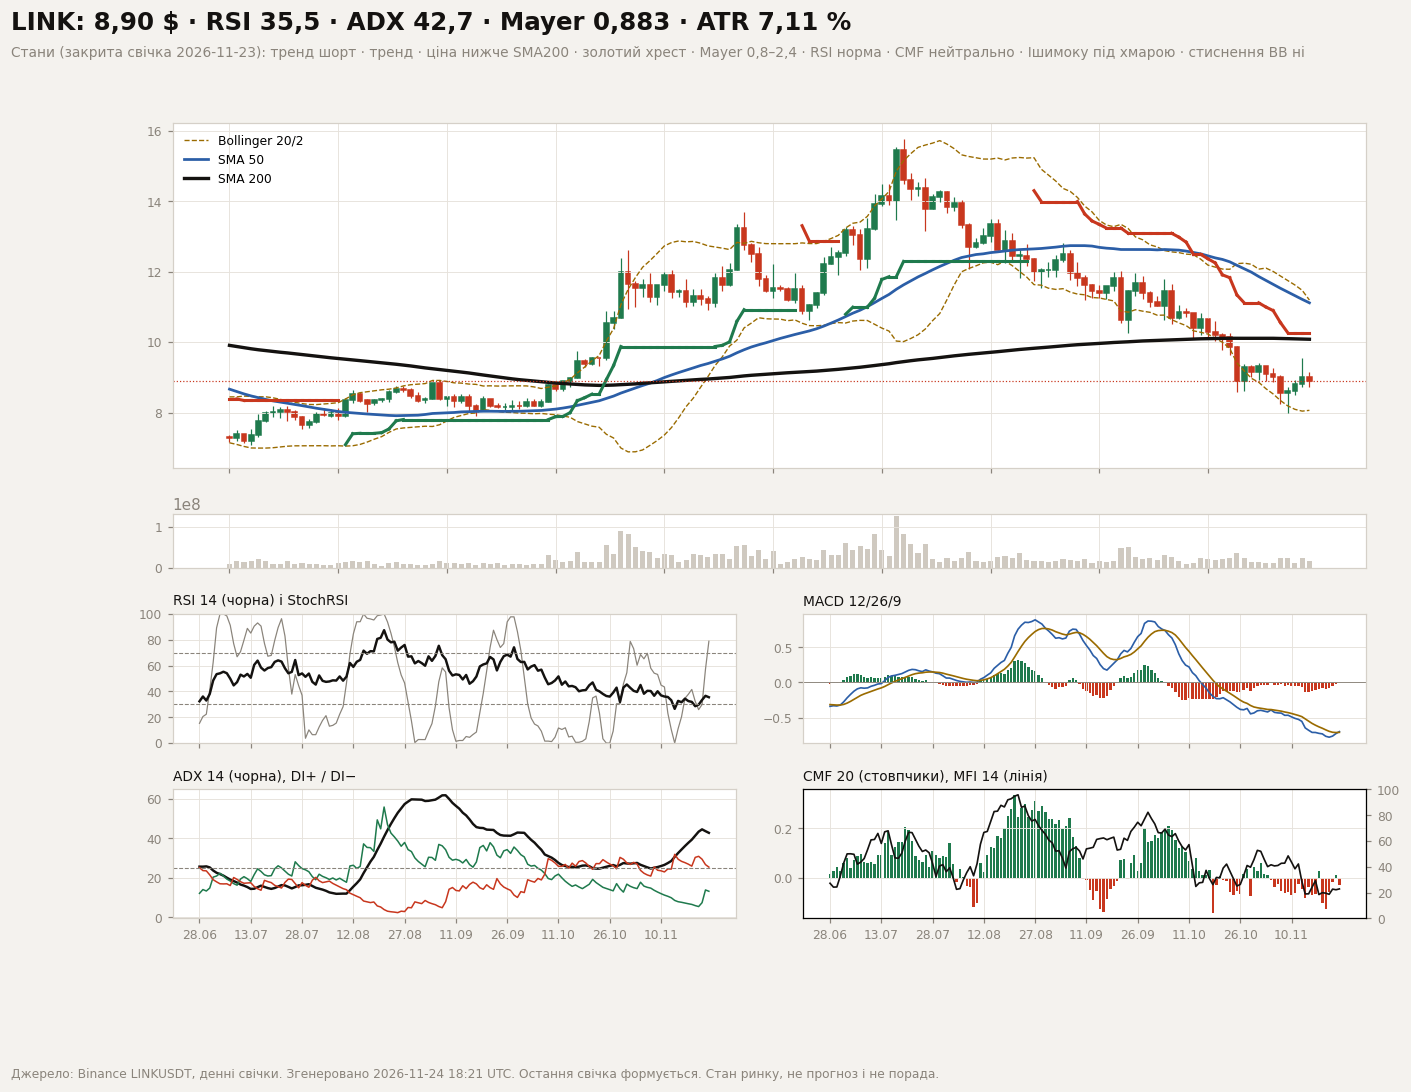 LINK: 8,90 $ · RSI 35,5 · ADX 42,7 · Mayer 0,883 · ATR 7,11 %
Стани (закрита свічка 2026-11-23): тренд шорт · тренд · ціна нижче SMA200 · золотий хрест · Mayer 0,8–2,4 · RSI норма · CMF нейтрально · Ішимоку під хмарою · стиснення BB ні
Bollinger 20/2
SMA 50
SMA 200
16
14
12
10
8
1e8
1
0
RSI 14 (чорна) і StochRSI
100
80
60
40
20
0
MACD 12/26/9
0.5
0.0
−0.5
ADX 14 (чорна), DI+ / DI−
60
40
20
0
28.06 13.07 28.07 12.08 27.08 11.09 26.09 11.10 26.10 10.11
CMF 20 (стовпчики), MFI 14 (лінія)
0.2
0.0
100
80
60
40
20
0
28.06 13.07 28.07 12.08 27.08 11.09 26.09 11.10 26.10 10.11
Джерело: Binance LINKUSDT, денні свічки. Згенеровано 2026-11-24 18:21 UTC. Остання свічка формується. Стан ринку, не прогноз і не порада.